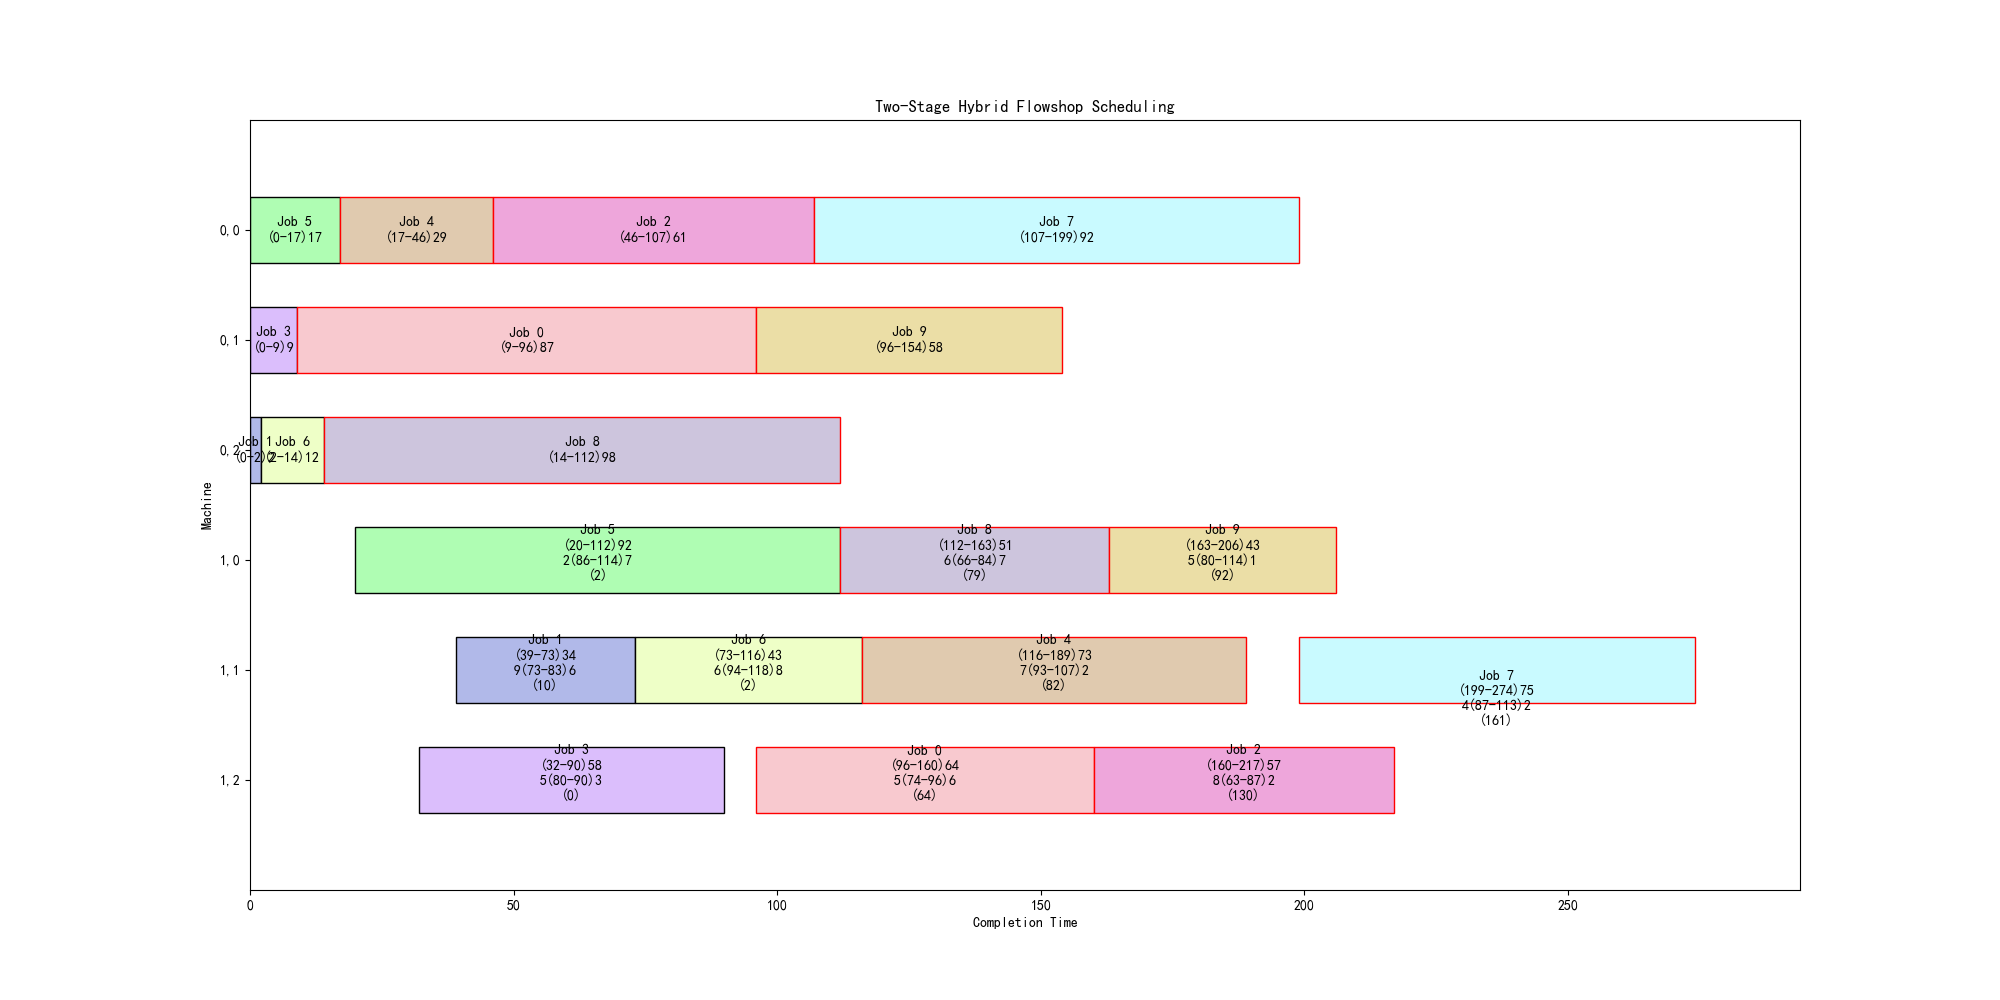 Two-Stage Hybrid Flowshop Scheduling
0,0
Job 5
(0-17)17
Job 4
(17-46)29
Job 2
(46-107)61
Job 7
(107-199)92
0,1
Job 3
(0-9)9
Job 0
(9-96)87
Job 9
(96-154)58
0,2
Job 1
(0-2)2
Job 6
(2-14)12
Job 8
(14-112)98
Machine
1,0
Job 5
(20-112)92
2(86-114)7
(2)
Job 8
(112-163)51
6(66-84)7
(79)
Job 9
(163-206)43
5(80-114)1
(92)
1,1
Job 1
(39-73)34
9(73-83)6
(10)
Job 6
(73-116)43
6(94-118)8
(2)
Job 4
(116-189)73
7(93-107)2
(82)
Job 7
(199-274)75
4(87-113)2
(161)
1,2
Job 3
(32-90)58
5(80-90)3
(0)
Job 0
(96-160)64
5(74-96)6
(64)
Job 2
(160-217)57
8(63-87)2
(130)
0
50
100
150
200
250
Completion Time